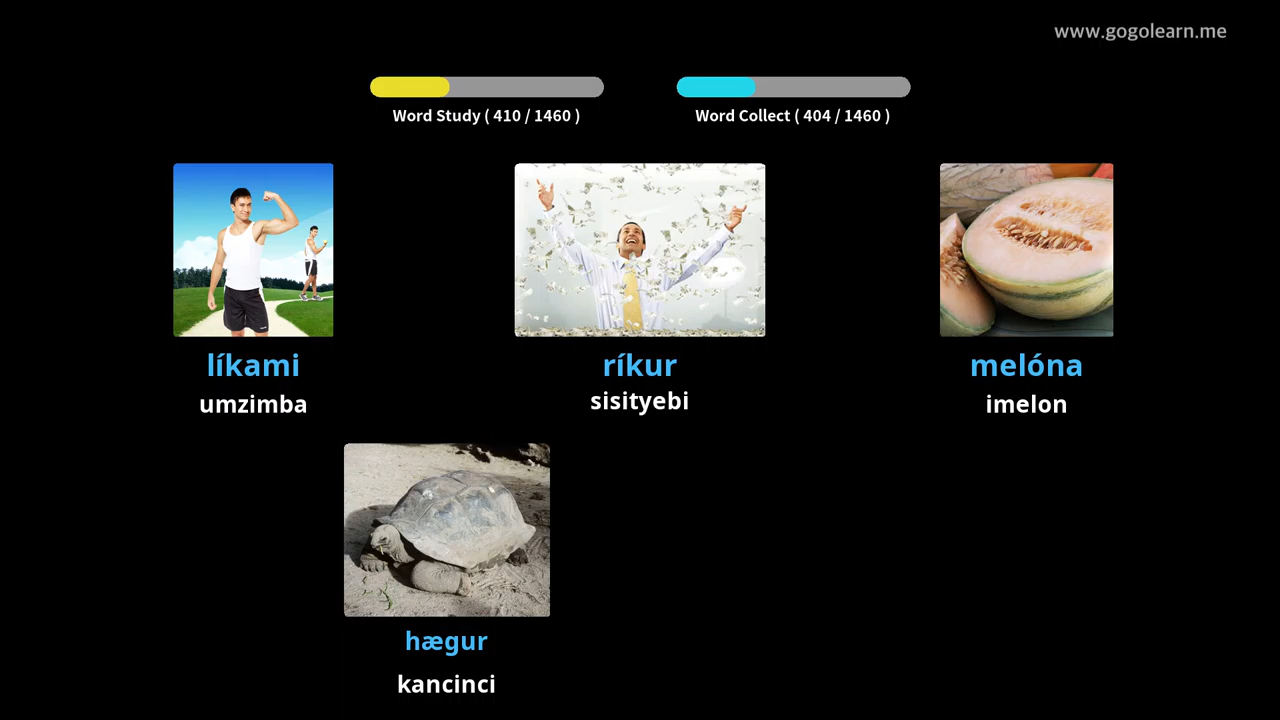 www.gogolearn.me
Word Study ( 410 / 1460 )
Word Collect ( 404 / 1460 )
líkami
umzimba
ríkur
sisityebi
melóna
imelon
hægur
kancinci